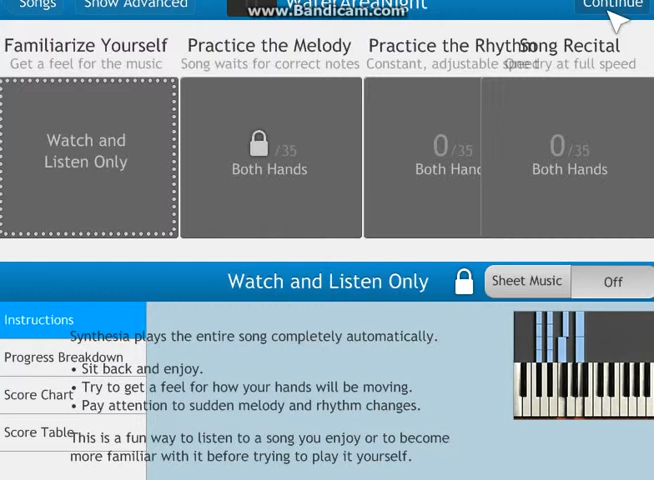 www.Bandicam.com
Songs
Show Advanced
WaterAreaNight
Continue
Familiarize Yourself
Get a feel for the music
Practice the Melody
Song waits for correct notes
Practice the Rhythm
Constant, adjustable speed
Song Recital
One try at full speed
Watch and
Listen Only
/35
Both Hands
0/35
Both Hand
0/35
Both Hands
Watch and Listen Only
Sheet Music
Off
Instructions
Progress Breakdown
Score Chart
Score Table
Synthesia plays the entire song completely automatically.
• Sit back and enjoy.
• Try to get a feel for how your hands will be moving.
• Pay attention to sudden melody and rhythm changes.
This is a fun way to listen to a song you enjoy or to become
more familiar with it before trying to play it yourself.